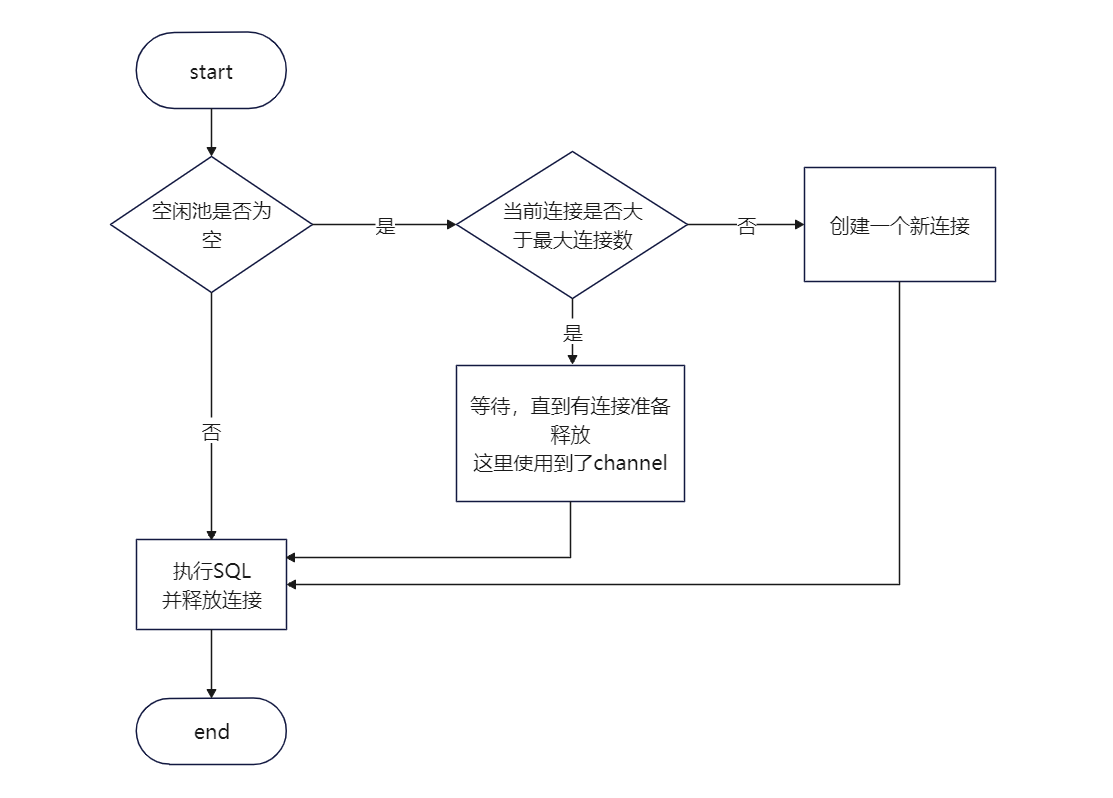 start
空闲池是否为
空
是
当前连接是否大
于最大连接数
否
创建一个新连接
是
等待，直到有连接准备
释放
这里使用到了channel
否
执行SQL
并释放连接
end